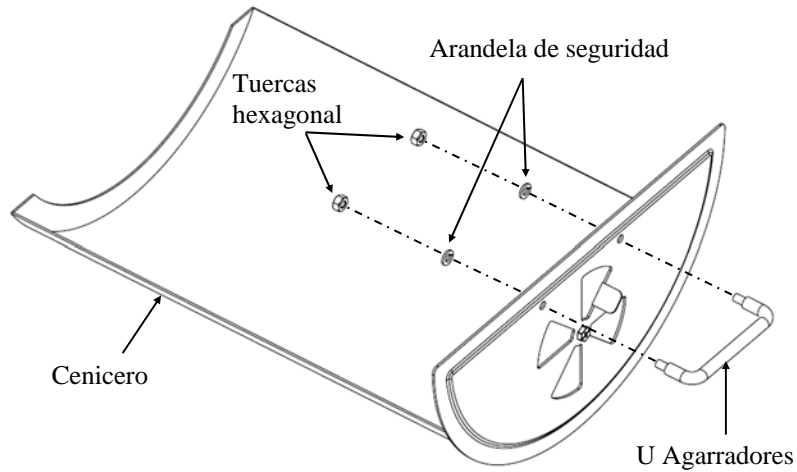 Arandela de seguridad
Tuercas
hexagonal
Cenicero
U Agarradores